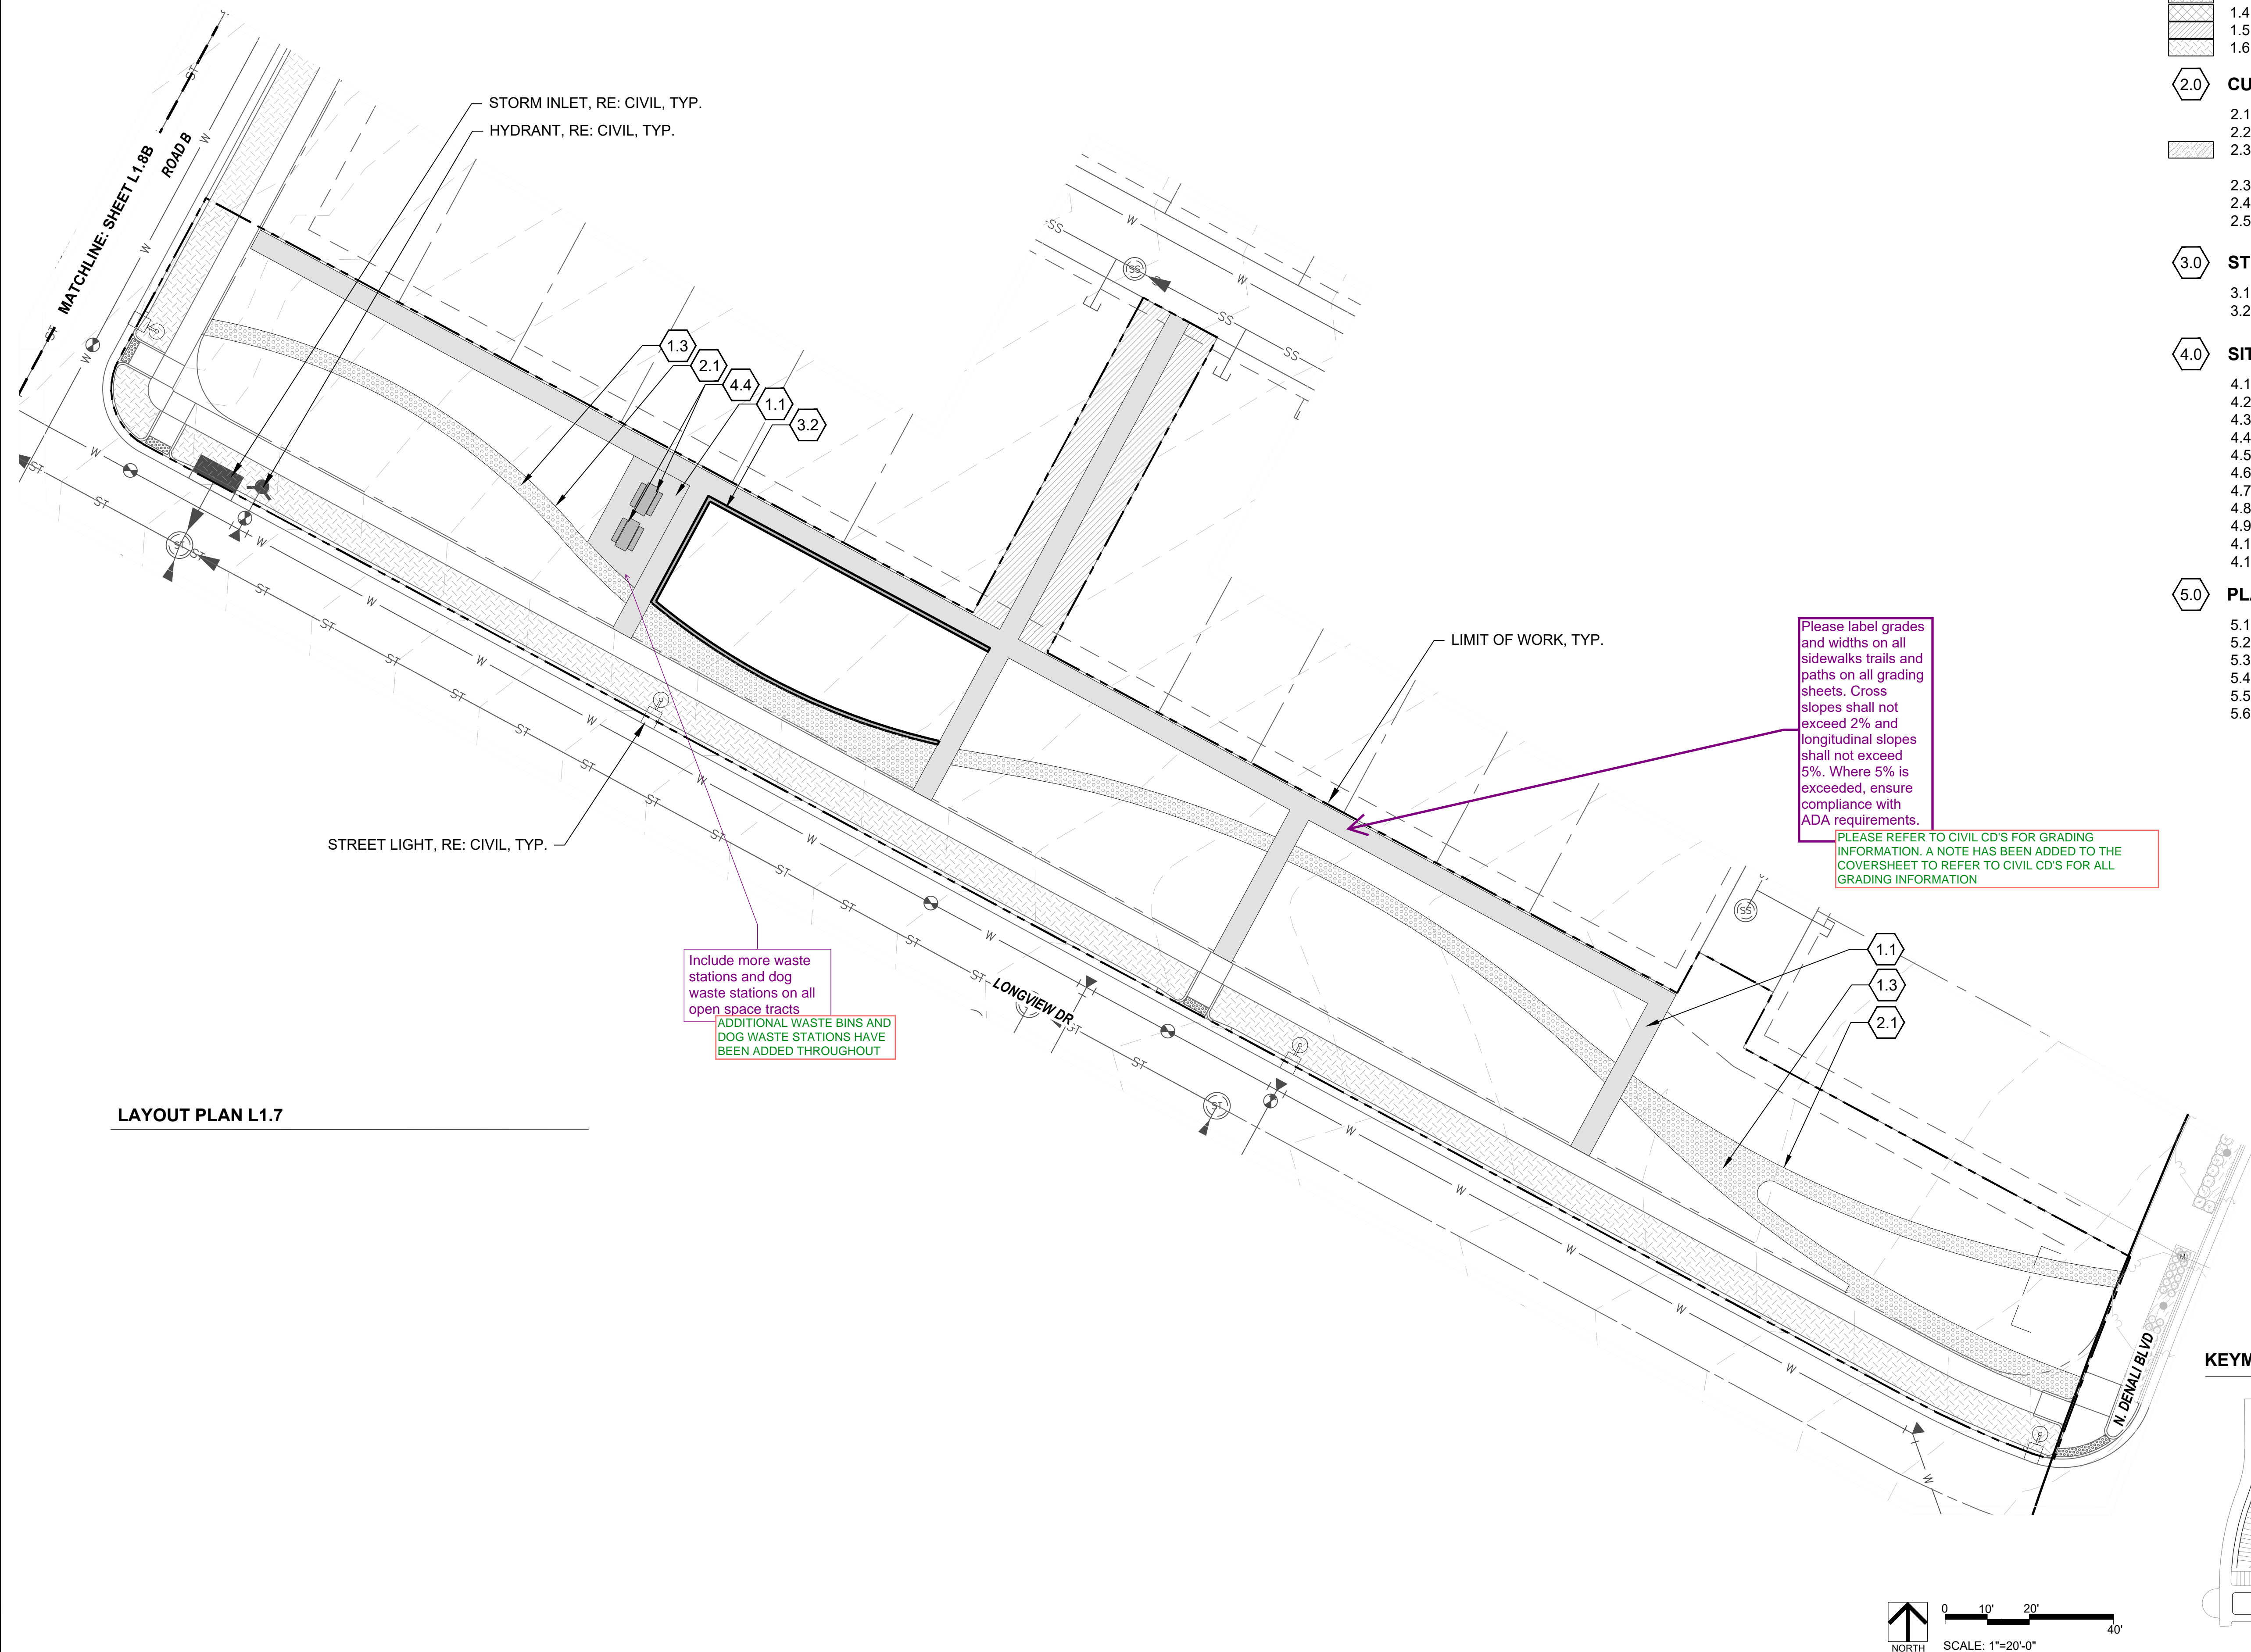 STORM INLET, RE: CIVIL, TYP.
HYDRANT, RE: CIVIL, TYP.
MATCHLINE: SHEET L1.8B
ROAD B
1.3
2.1
4.4
1.1
3.2
LIMIT OF WORK, TYP.
Please label grades
and widths on all
sidewalks trails and
paths on all grading
sheets. Cross
slopes shall not
exceed 2% and
longitudinal slopes
shall not exceed
5%. Where 5% is
exceeded, ensure
compliance with
ADA requirements.
PLEASE REFER TO CIVIL CD'S FOR GRADING
INFORMATION. A NOTE HAS BEEN ADDED TO THE
COVERSHEET TO REFER TO CIVIL CD'S FOR ALL
GRADING INFORMATION
STREET LIGHT, RE: CIVIL, TYP.
Include more waste
stations and dog
waste stations on all
open space tracts
ADDITIONAL WASTE BINS AND
DOG WASTE STATIONS HAVE
BEEN ADDED THROUGHOUT
LONGVIEW DR
1.1
1.3
2.1
N. DENALI BLVD
LAYOUT PLAN L1.7
NORTH
0 10' 20' 40'
SCALE: 1"=20'-0"
1.4
1.5
1.6
2.0 CU
2.1
2.2
2.3
2.3
2.4
2.5
3.0 ST
3.1
3.2
4.0 SIT
4.1
4.2
4.3
4.4
4.5
4.6
4.7
4.8
4.9
4.1
4.1
5.0 PLA
5.1
5.2
5.3
5.4
5.5
5.6
KEYM
W
ST
SS